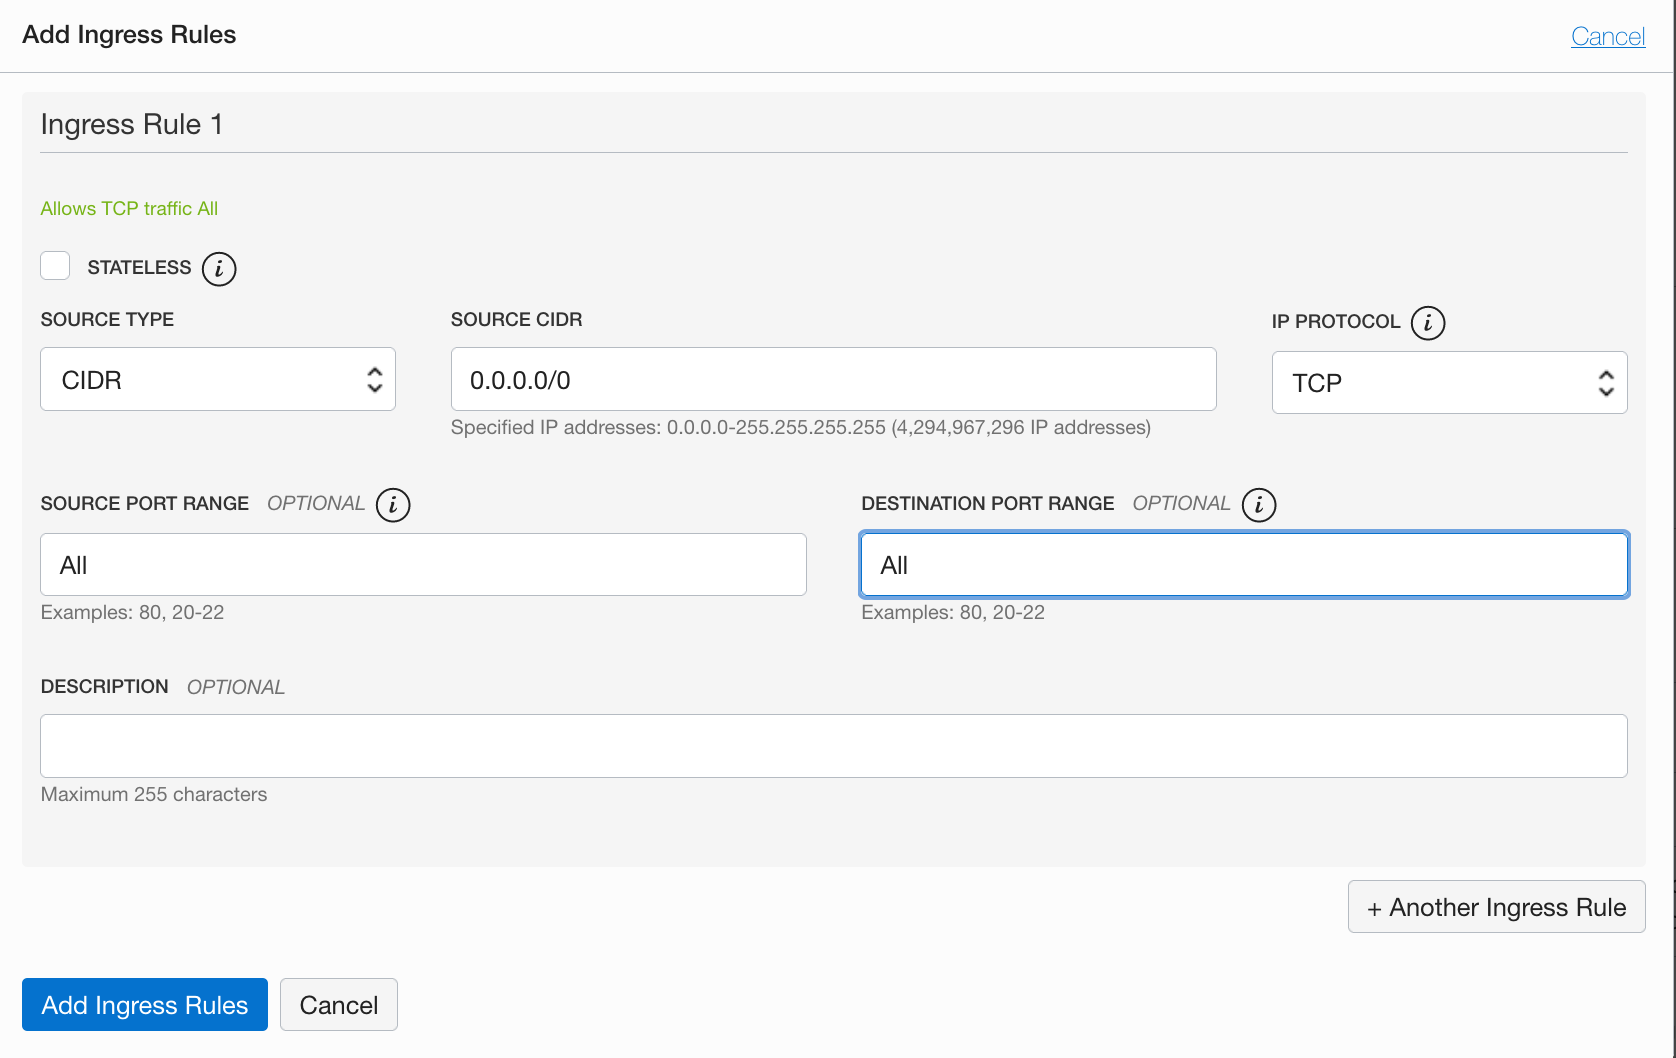 Add Ingress Rules
Cancel
Ingress Rule 1
Allows TCP traffic All
STATELESS i
SOURCE TYPE
SOURCE CIDR
IP PROTOCOL i
CIDR
0.0.0.0/0
TCP
Specified IP addresses: 0.0.0.0-255.255.255.255 (4,294,967,296 IP addresses)
SOURCE PORT RANGE OPTIONAL i
DESTINATION PORT RANGE OPTIONAL i
All
All
Examples: 80, 20-22
Examples: 80, 20-22
DESCRIPTION OPTIONAL
Maximum 255 characters
+ Another Ingress Rule
Add Ingress Rules
Cancel